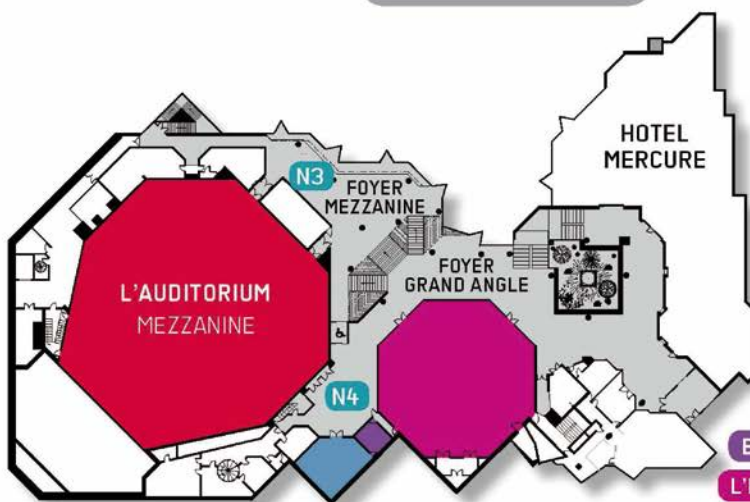 HOTEL
MERCURE
N3
FOYER
MEZZANINE
FOYER
GRAND ANGLE
L'AUDITORIUM
MEZZANINE
N4